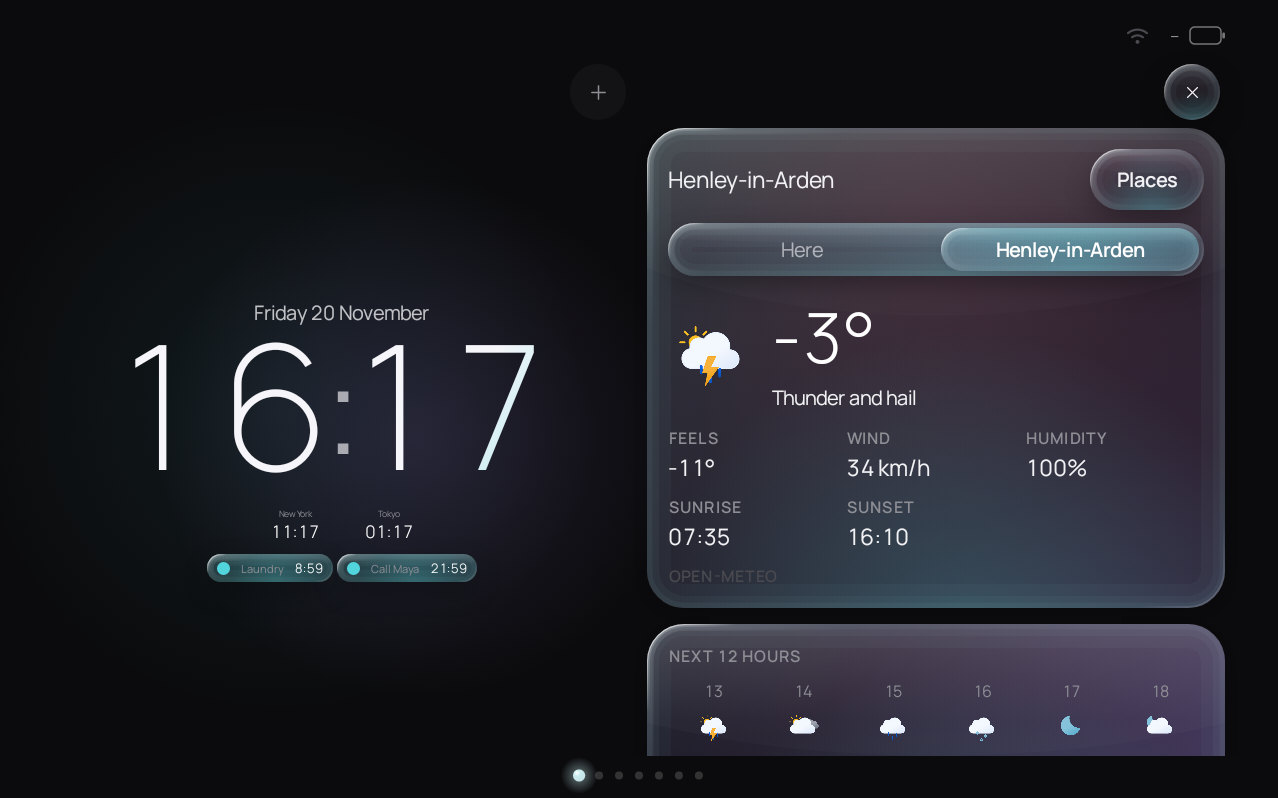 Friday 20 November
16:17
New York
11:17
Tokyo
01:17
Laundry 8:59
Call Maya 21:59
Henley-in-Arden
Places
Here
Henley-in-Arden
-3°
Thunder and hail
FEELS
-11°
WIND
34 km/h
HUMIDITY
100%
SUNRISE
07:35
SUNSET
16:10
OPEN-METEO
NEXT 12 HOURS
13 14 15 16 17 18